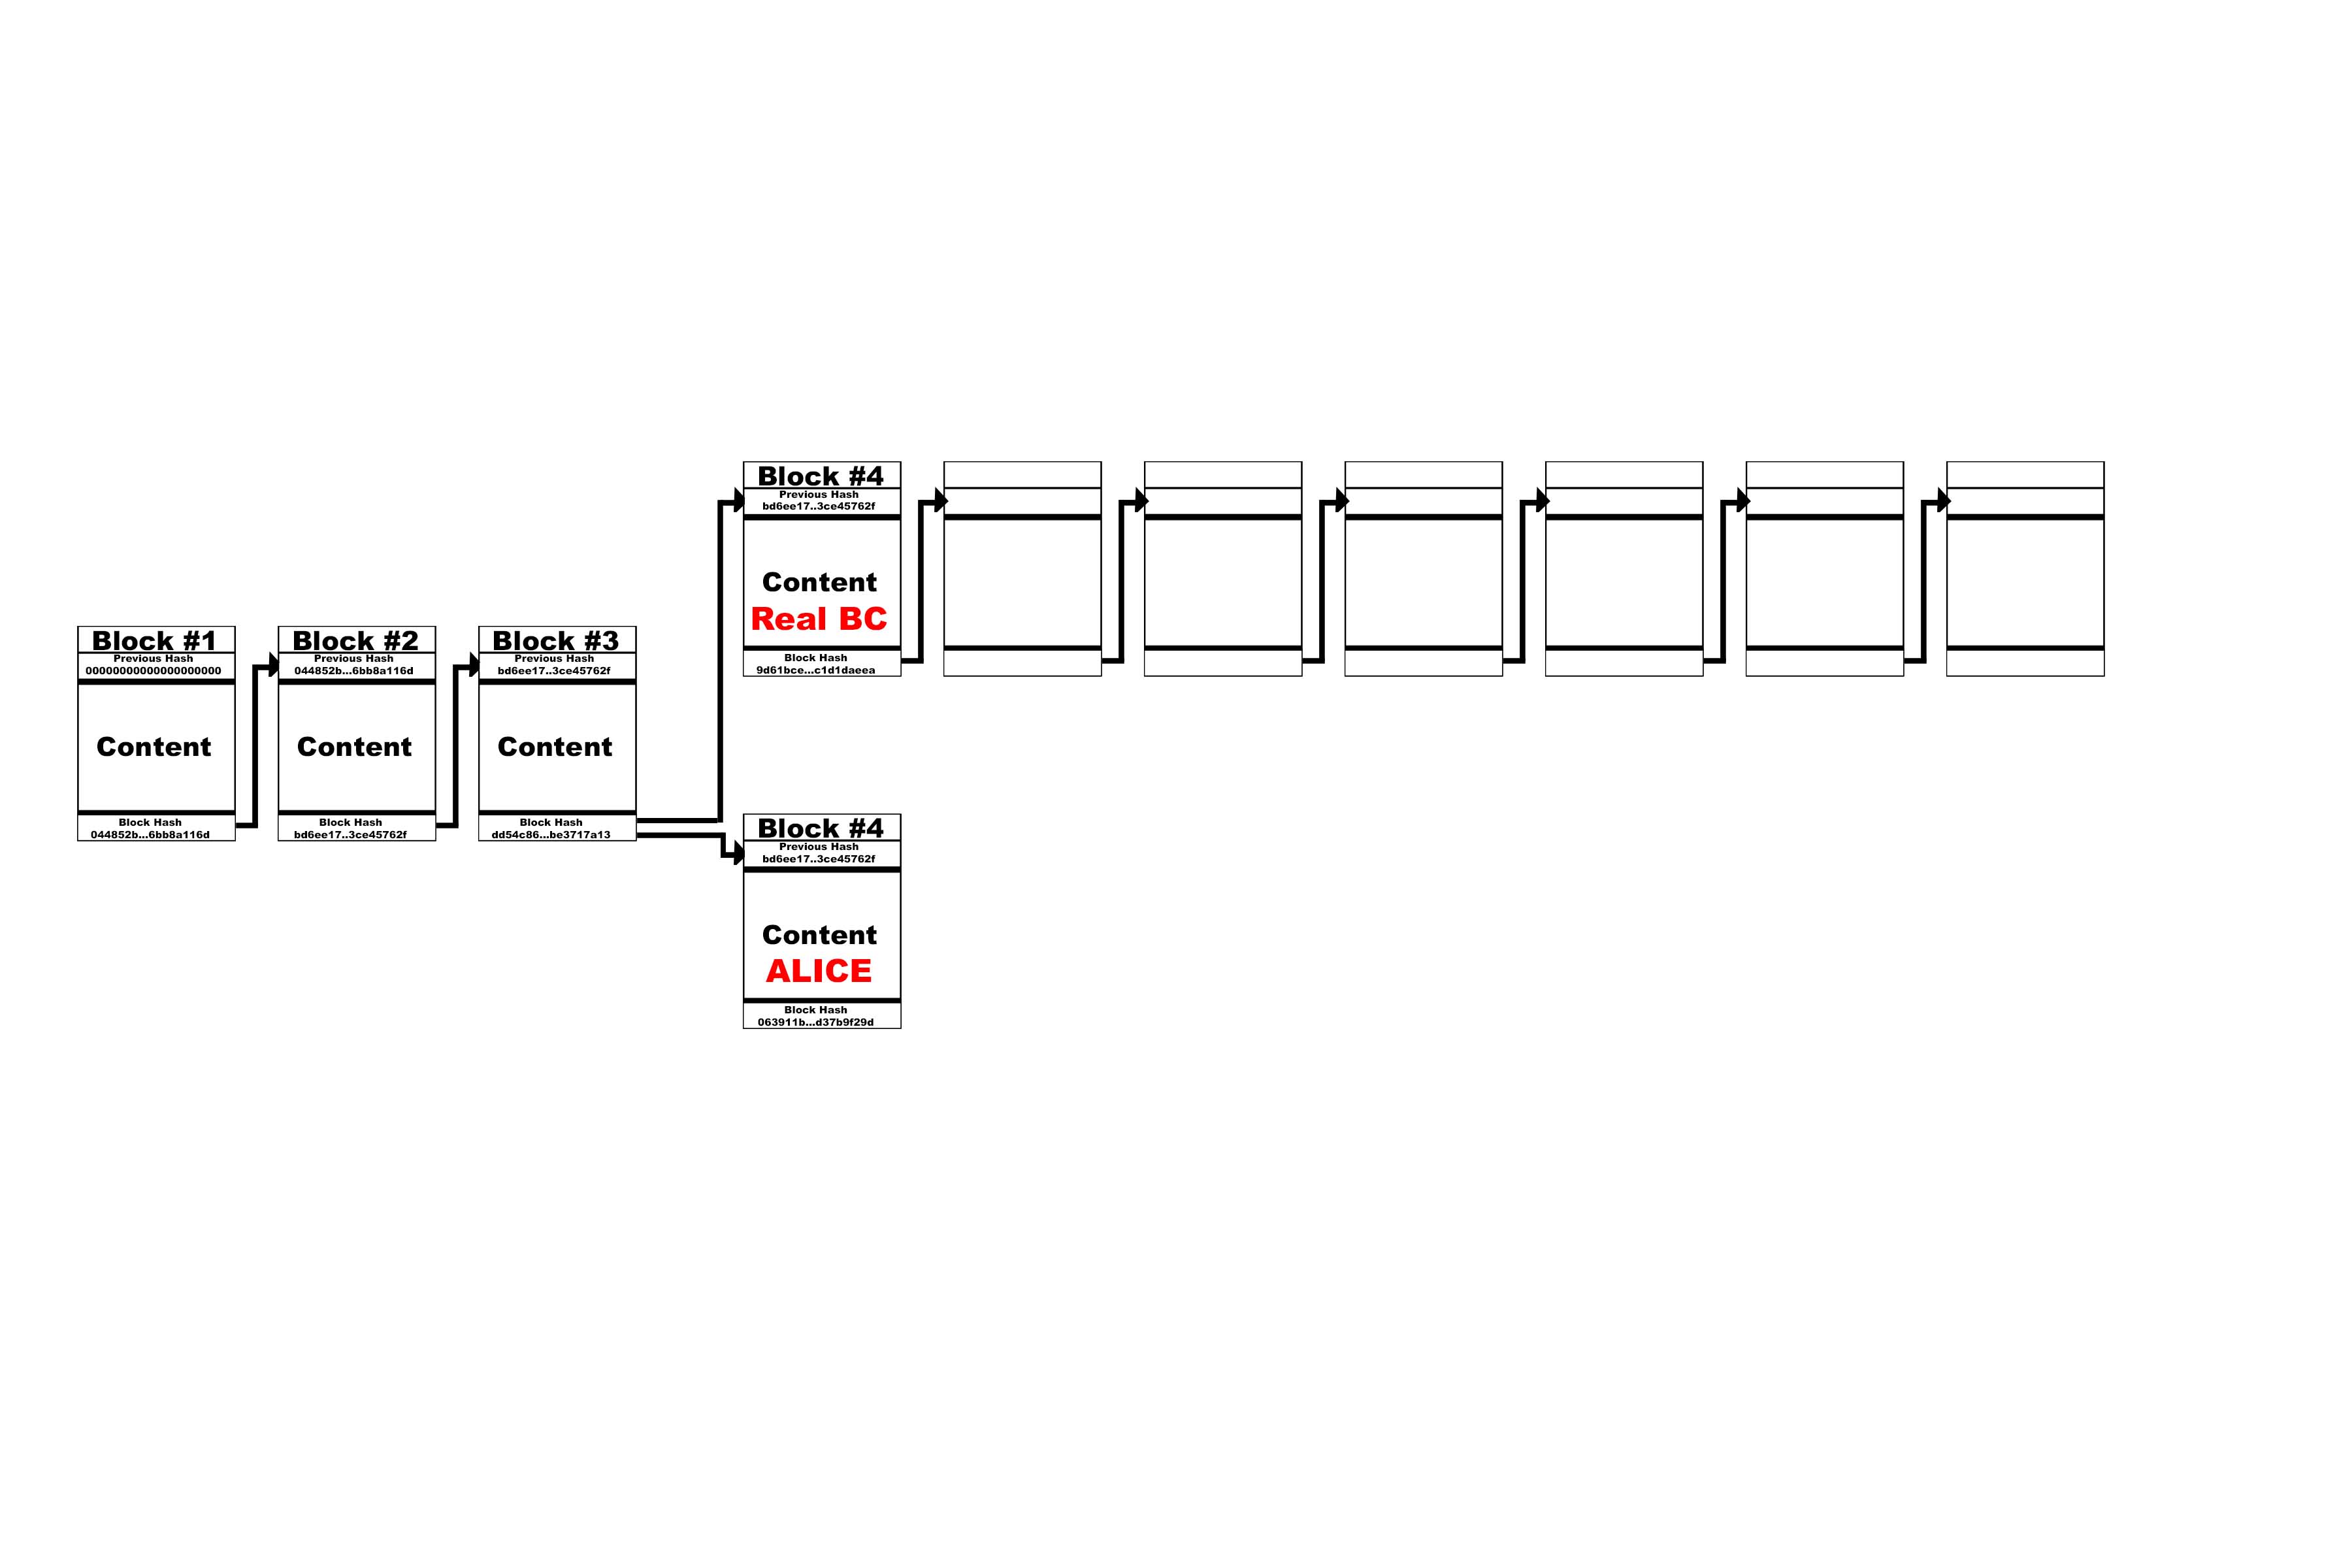 Block #1
Previous Hash
00000000000000000000
Content
Block Hash
044852b...6bb8a116d
Block #2
Previous Hash
044852b...6bb8a116d
Content
Block Hash
bd6ee17..3ce45762f
Block #3
Previous Hash
bd6ee17..3ce45762f
Content
Block Hash
dd54c86...be3717a13
Block #4
Previous Hash
bd6ee17..3ce45762f
Content
Real BC
Block Hash
9d61bce...c1d1daeea
Block #4
Previous Hash
bd6ee17..3ce45762f
Content
ALICE
Block Hash
063911b...d37b9f29d